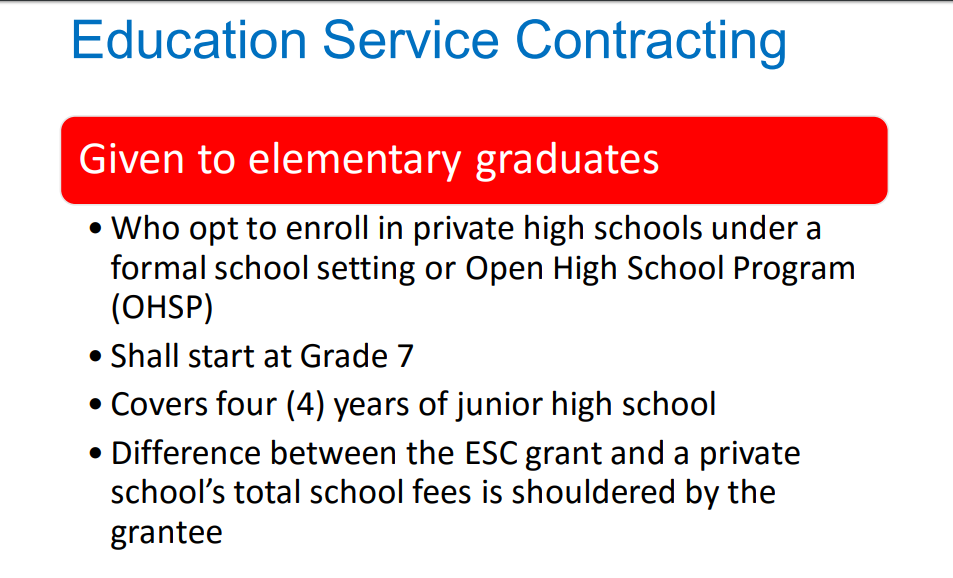 Education Service Contracting
Given to elementary graduates
• Who opt to enroll in private high schools under a
formal school setting or Open High School Program
(OHSP)
• Shall start at Grade 7
• Covers four (4) years of junior high school
• Difference between the ESC grant and a private
school’s total school fees is shouldered by the
grantee